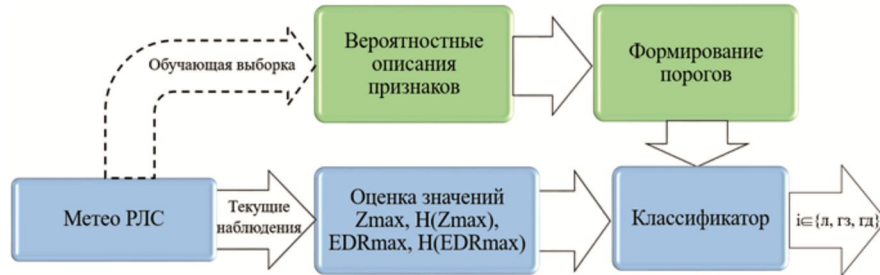 Обучающая выборка
Вероятностные
описания
признаков
Формирование
порогов
Метео РЛС
Текущие
наблюдения
Оценка значений
Zmax, H(Zmax),
EDRmax, H(EDRmax)
Классификатор
i∈{л, гз, гд}